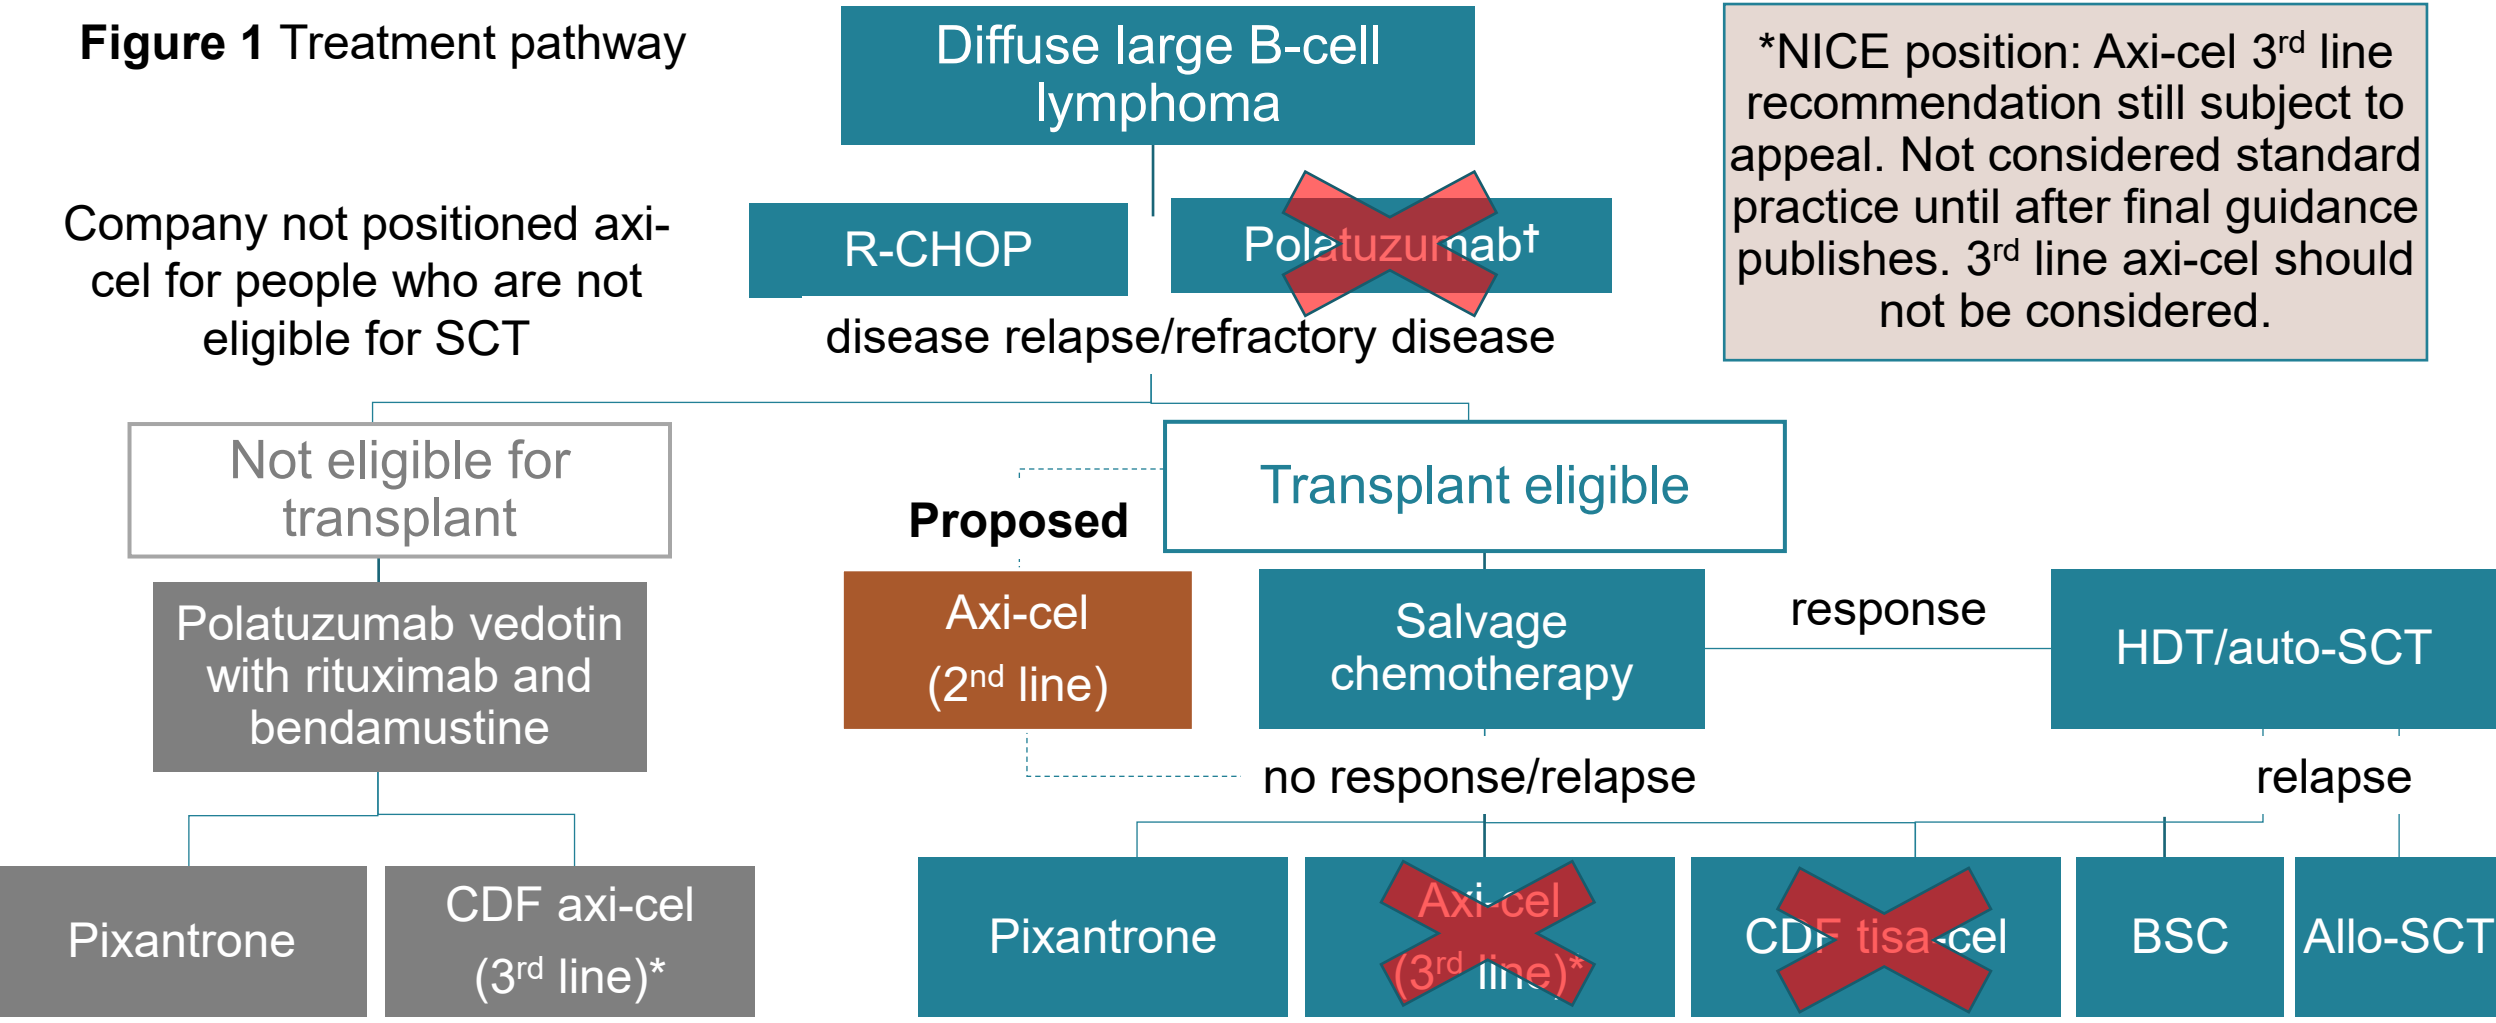 Figure 1 Treatment pathway
Diffuse large B-cell
lymphoma
*NICE position: Axi-cel 3rd line
recommendation still subject to
appeal. Not considered standard
practice until after final guidance
publishes. 3rd line axi-cel should
not be considered.
Company not positioned axi-
cel for people who are not
eligible for SCT
R-CHOP
Polatuzumab†
disease relapse/refractory disease
Not eligible for
transplant
Transplant eligible
Proposed
Polatuzumab vedotin
with rituximab and
bendamustine
Axi-cel
(2nd line)
Salvage
chemotherapy
response
HDT/auto-SCT
no response/relapse
relapse
Pixantrone
CDF axi-cel
(3rd line)*
Pixantrone
Axi-cel
(3rd line)*
CDF tisa-cel
BSC
Allo-SCT